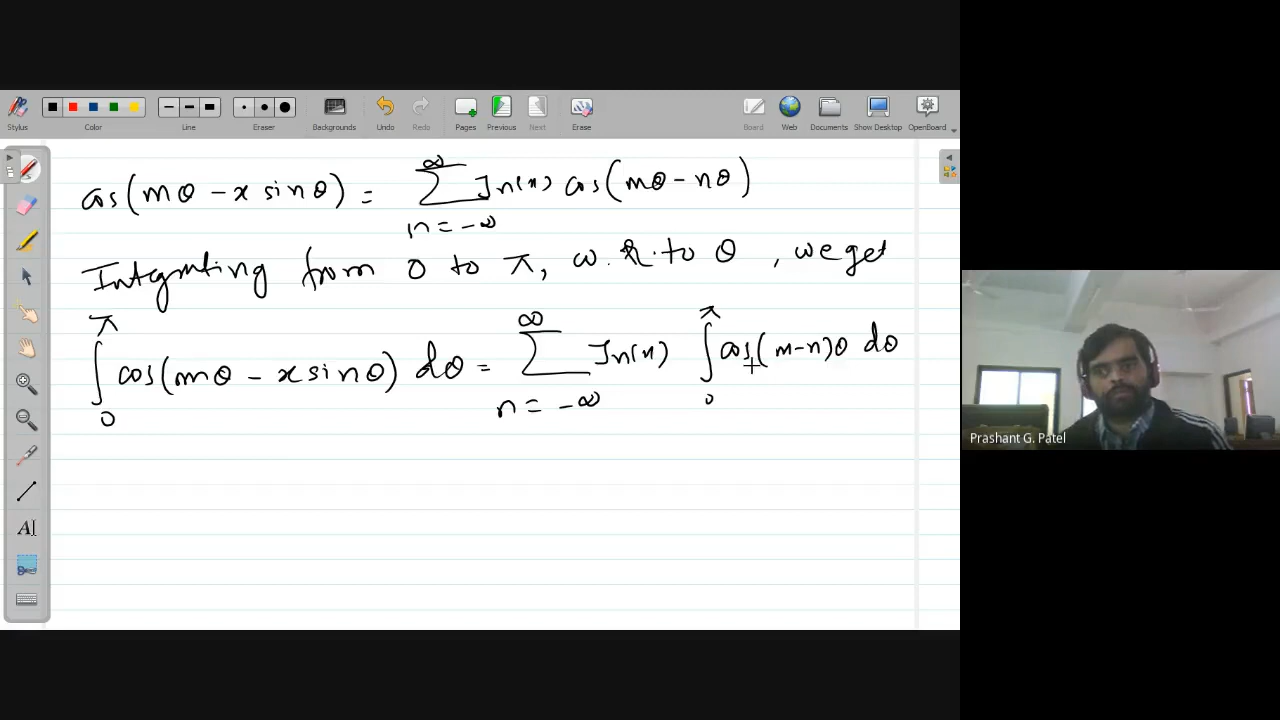 Stylus Color Line Eraser Backgrounds Undo Redo Pages Previous Next Erase Board Web Documents Show Desktop OpenBoard
cos(mθ - x sinθ) = ∞ ∑ n = -∞ Jn(x) cos(mθ - nθ)
Integrating from 0 to π, w.r.to θ, we get
π ∫ 0 cos(mθ - x sinθ) dθ = ∞ ∑ n = -∞ Jn(x) π ∫ 0 cos(m-n)θ dθ
Prashant G. Patel